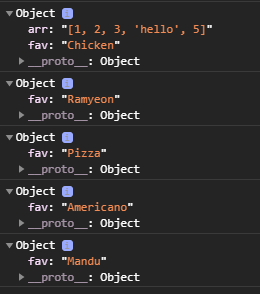 ▼Object i
arr: "[1, 2, 3, 'hello', 5]"
fav: "Chicken"
▶__proto__: Object
▼Object i
fav: "Ramyeon"
▶__proto__: Object
▼Object i
fav: "Pizza"
▶__proto__: Object
▼Object i
fav: "Americano"
▶__proto__: Object
▼Object i
fav: "Mandu"
▶__proto__: Object